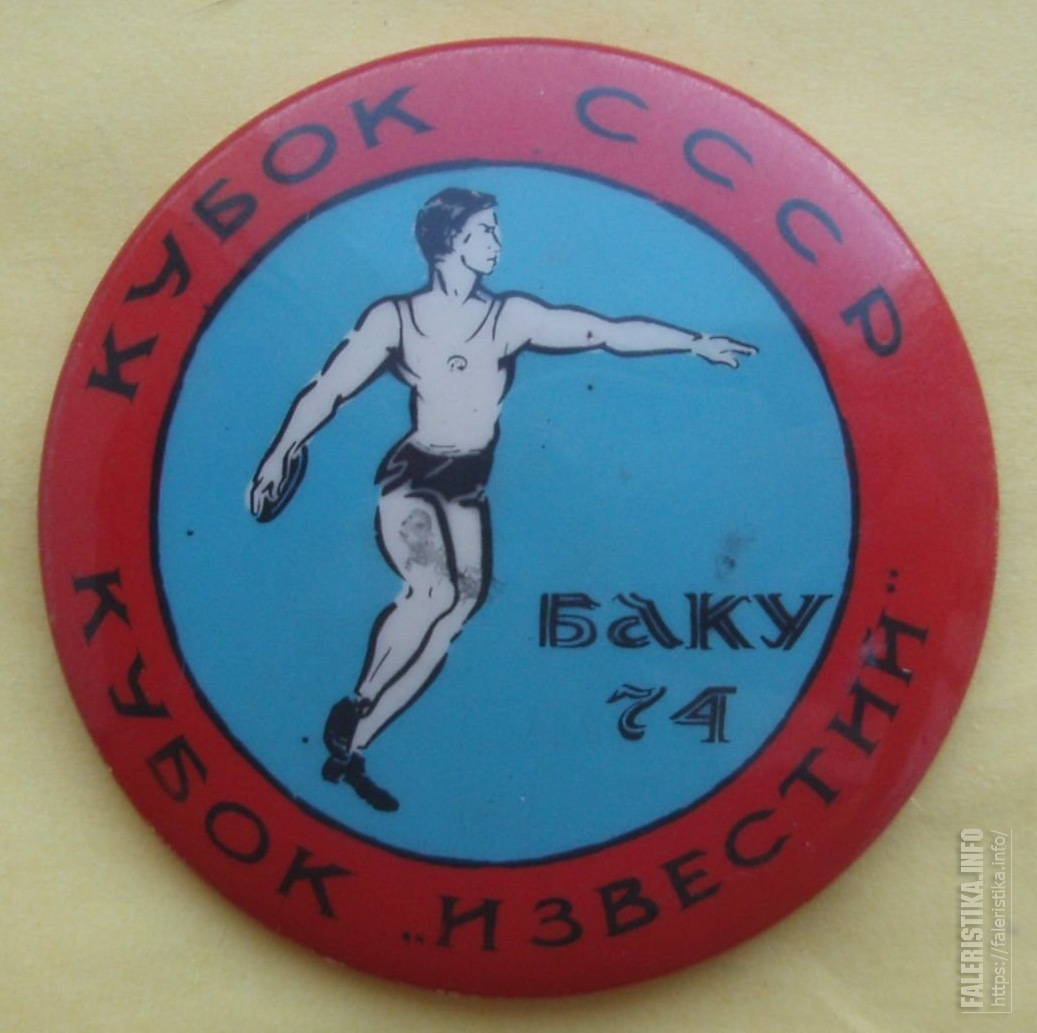 КУБОК СССР
БАКУ
74
КУБОК „ИЗВЕСТИЙ"
FALERISTIKA.INFO
https://faleristika.info/